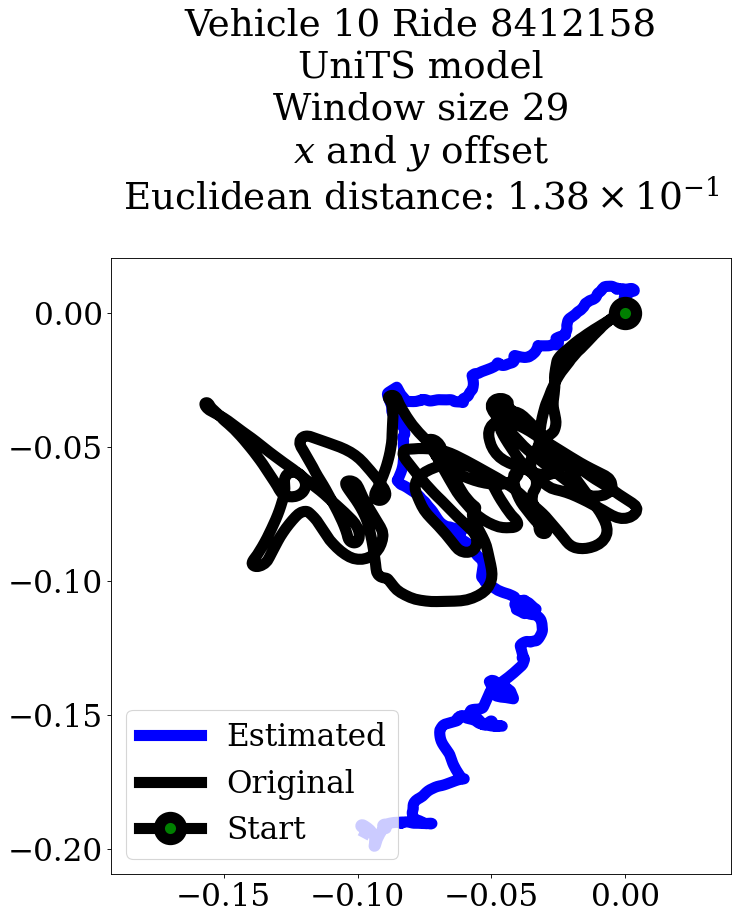 Vehicle 10 Ride 8412158
UniTS model
Window size 29
x and y offset
Euclidean distance: 1.38 × 10⁻¹
0.00
−0.05
−0.10
−0.15
−0.20
Estimated
Original
Start
−0.15 −0.10 −0.05 0.00